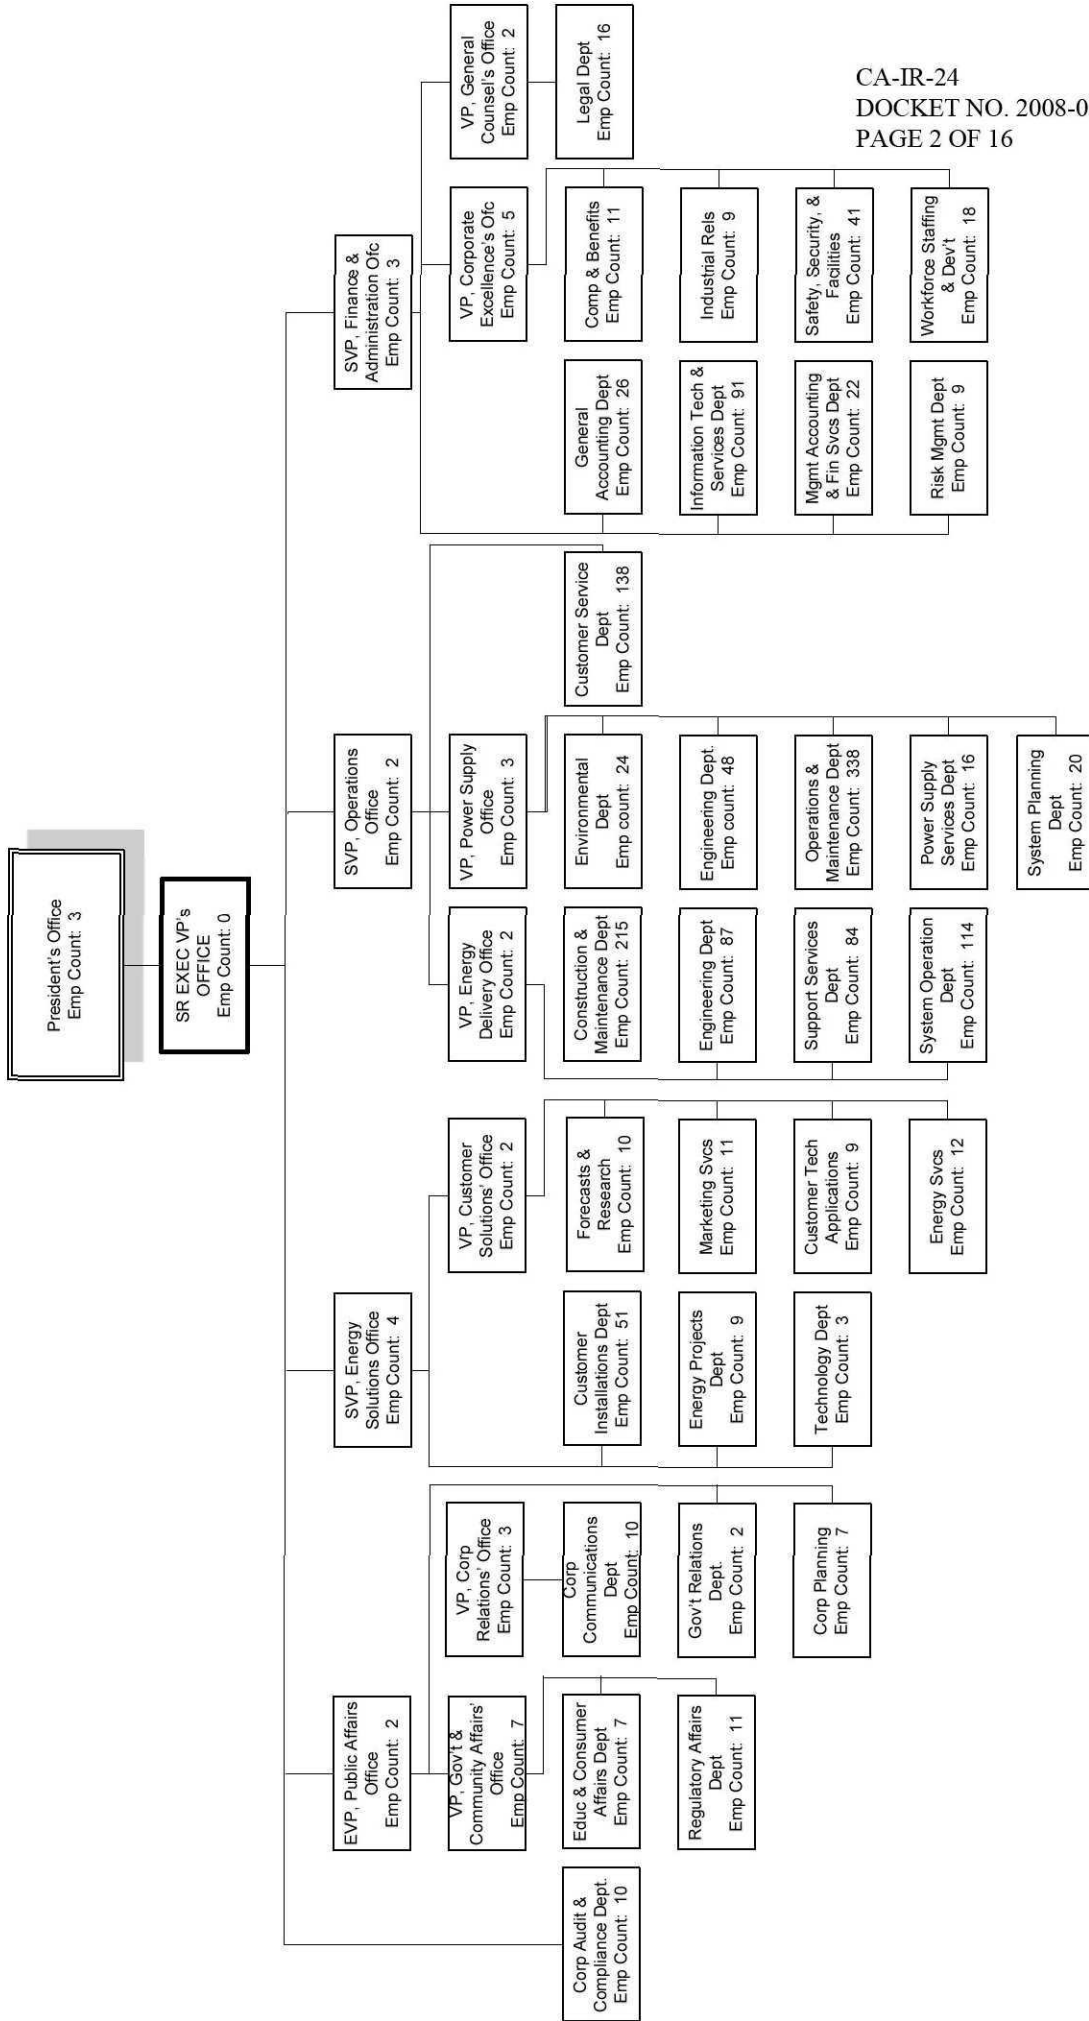 CA-IR-24
DOCKET NO. 2008-0
PAGE 2 OF 16
President's Office
Emp Count: 3
SR EXEC VP's
OFFICE
Emp Count: 0
Corp Audit &
Compliance Dept.
Emp Count: 10
EVP, Public Affairs
Office
Emp Count: 2
VP, Gov't &
Community Affairs'
Office
Emp Count: 7
Educ & Consumer
Affairs Dept
Emp Count: 7
Regulatory Affairs
Dept
Emp Count: 11
VP, Corp
Relations' Office
Emp Count: 3
Corp
Communications
Dept
Emp Count: 10
Gov't Relations
Dept.
Emp Count: 2
Corp Planning
Emp Count: 7
SVP, Energy
Solutions Office
Emp Count: 4
Customer
Installations Dept
Emp Count: 51
Energy Projects
Dept
Emp Count: 9
Technology Dept
Emp Count: 3
VP, Customer
Solutions' Office
Emp Count: 2
Forecasts &
Research
Emp Count: 10
Marketing Svcs
Emp Count: 11
Customer Tech
Applications
Emp Count: 9
Energy Svcs
Emp Count: 12
SVP, Operations
Office
Emp Count: 2
VP, Energy
Delivery Office
Emp Count: 2
Construction &
Maintenance Dept
Emp Count: 215
Engineering Dept
Emp Count: 87
Support Services
Dept
Emp Count: 84
System Operation
Dept
Emp Count: 114
VP, Power Supply
Office
Emp Count: 3
Environmental
Dept
Emp count: 24
Engineering Dept.
Emp count: 48
Operations &
Maintenance Dept
Emp Count: 338
Power Supply
Services Dept
Emp Count: 16
System Planning
Dept
Emp Count: 20
Customer Service
Dept
Emp Count: 138
SVP, Finance &
Administration Ofc
Emp Count: 3
General
Accounting Dept
Emp Count: 26
Information Tech &
Services Dept
Emp Count: 91
Mgmt Accounting
& Fin Svcs Dept
Emp Count: 22
Risk Mgmt Dept
Emp Count: 9
VP, Corporate
Excellence's Ofc
Emp Count: 5
Comp & Benefits
Emp Count: 11
Industrial Rels
Emp Count: 9
Safety, Security, &
Facilities
Emp Count: 41
Workforce Staffing
& Dev't
Emp Count: 18
VP, General
Counsel's Office
Emp Count: 2
Legal Dept
Emp Count: 16